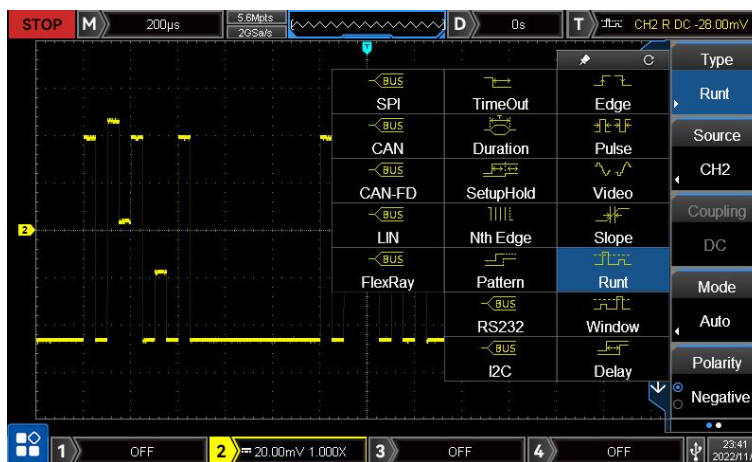 STOP M 200μs 5.6Mpts D 0s T CH2 R DC -28.00mV
2GSa/s
T
C Type
BUS Runt
SPI TimeOut Edge
BUS Source
CAN Duration Pulse
BUS CH2
CAN-FD SetupHold Video
BUS Coupling
2
LIN Nth Edge Slope
BUS DC
FlexRay Pattern Runt Mode
BUS
RS232 Window Auto
BUS
I2C Delay Polarity
Negative
1 OFF 2 20.00mV 1.000X 3 OFF 4 OFF 23:41
2022/11/